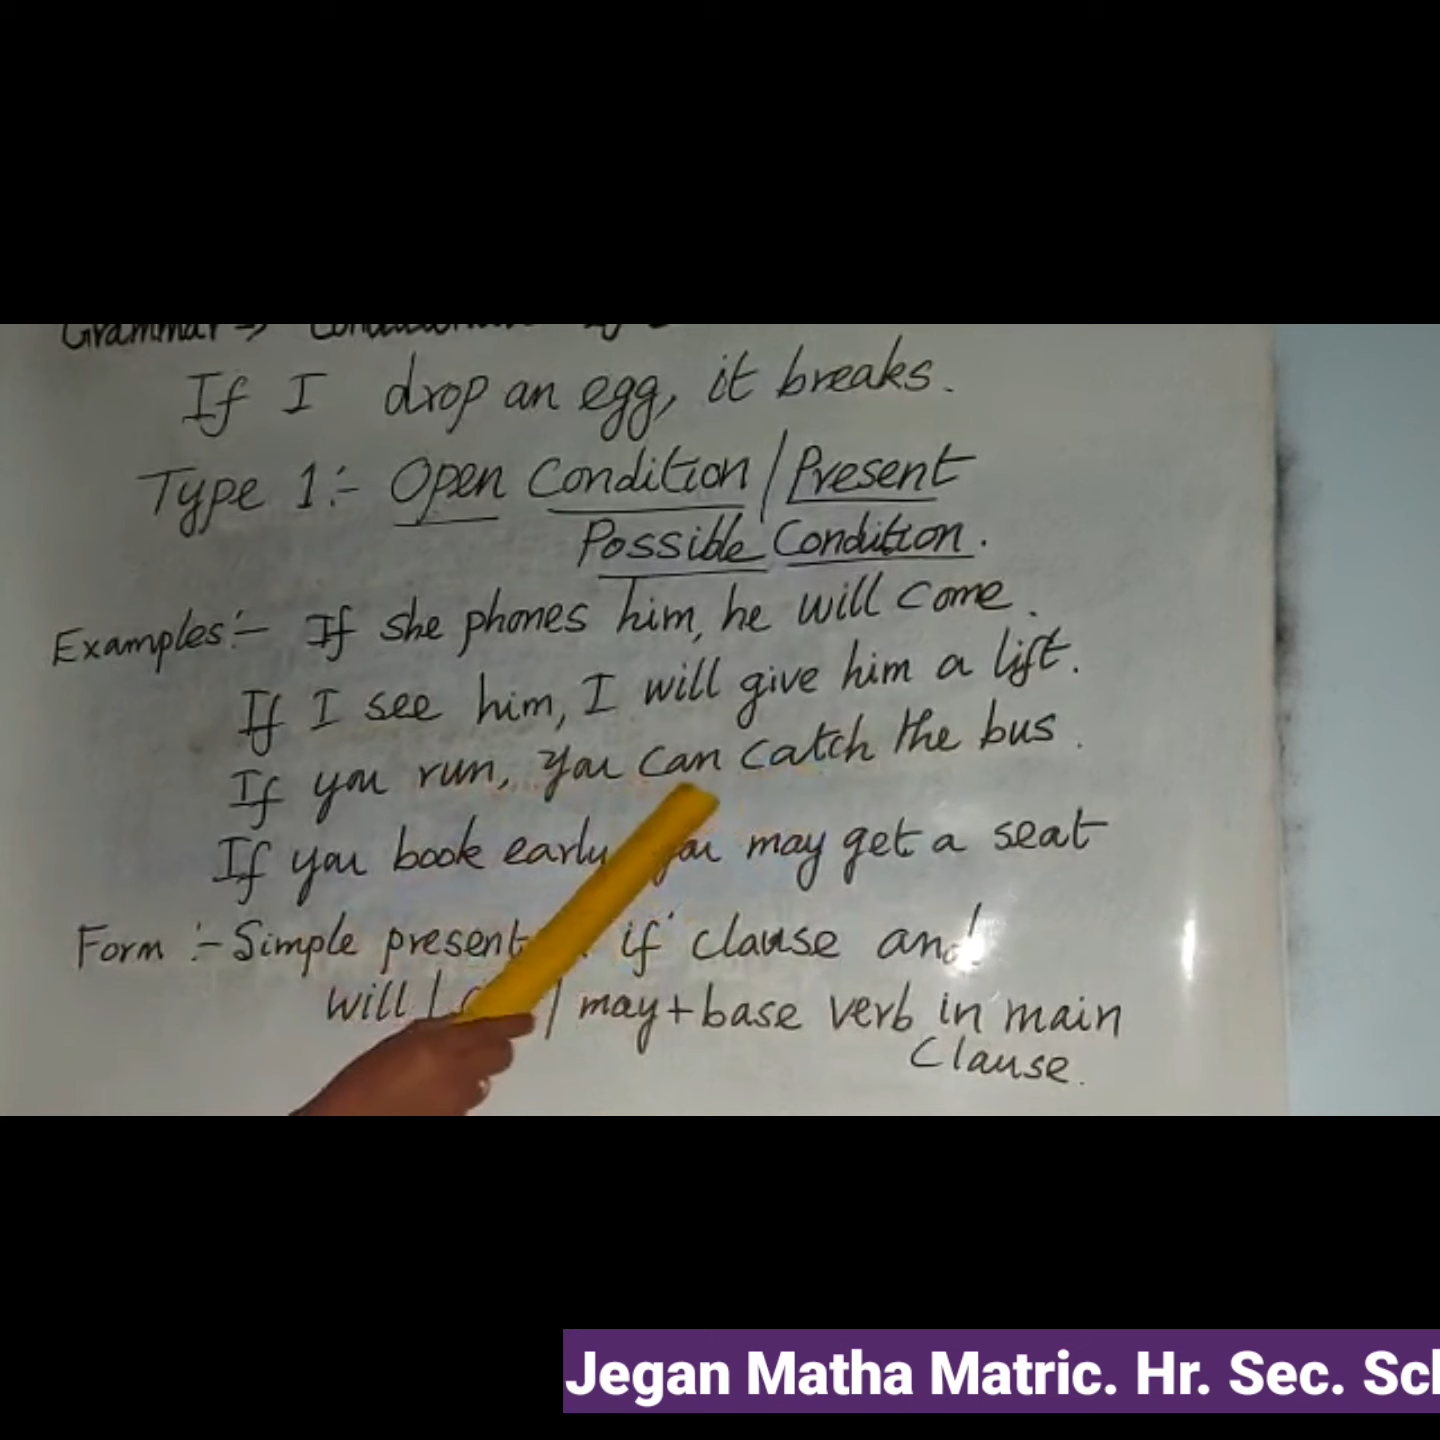 Grammar →
If I drop an egg, it breaks.
Type 1:- Open Condition / Present
Possible Condition.
Examples:- If she phones him, he will come.
If I see him, I will give him a lift.
If you run, you can catch the bus.
If you book early you may get a seat
Form :- Simple present if clause and
will | | may + base verb in main
Clause.
Jegan Matha Matric. Hr. Sec.